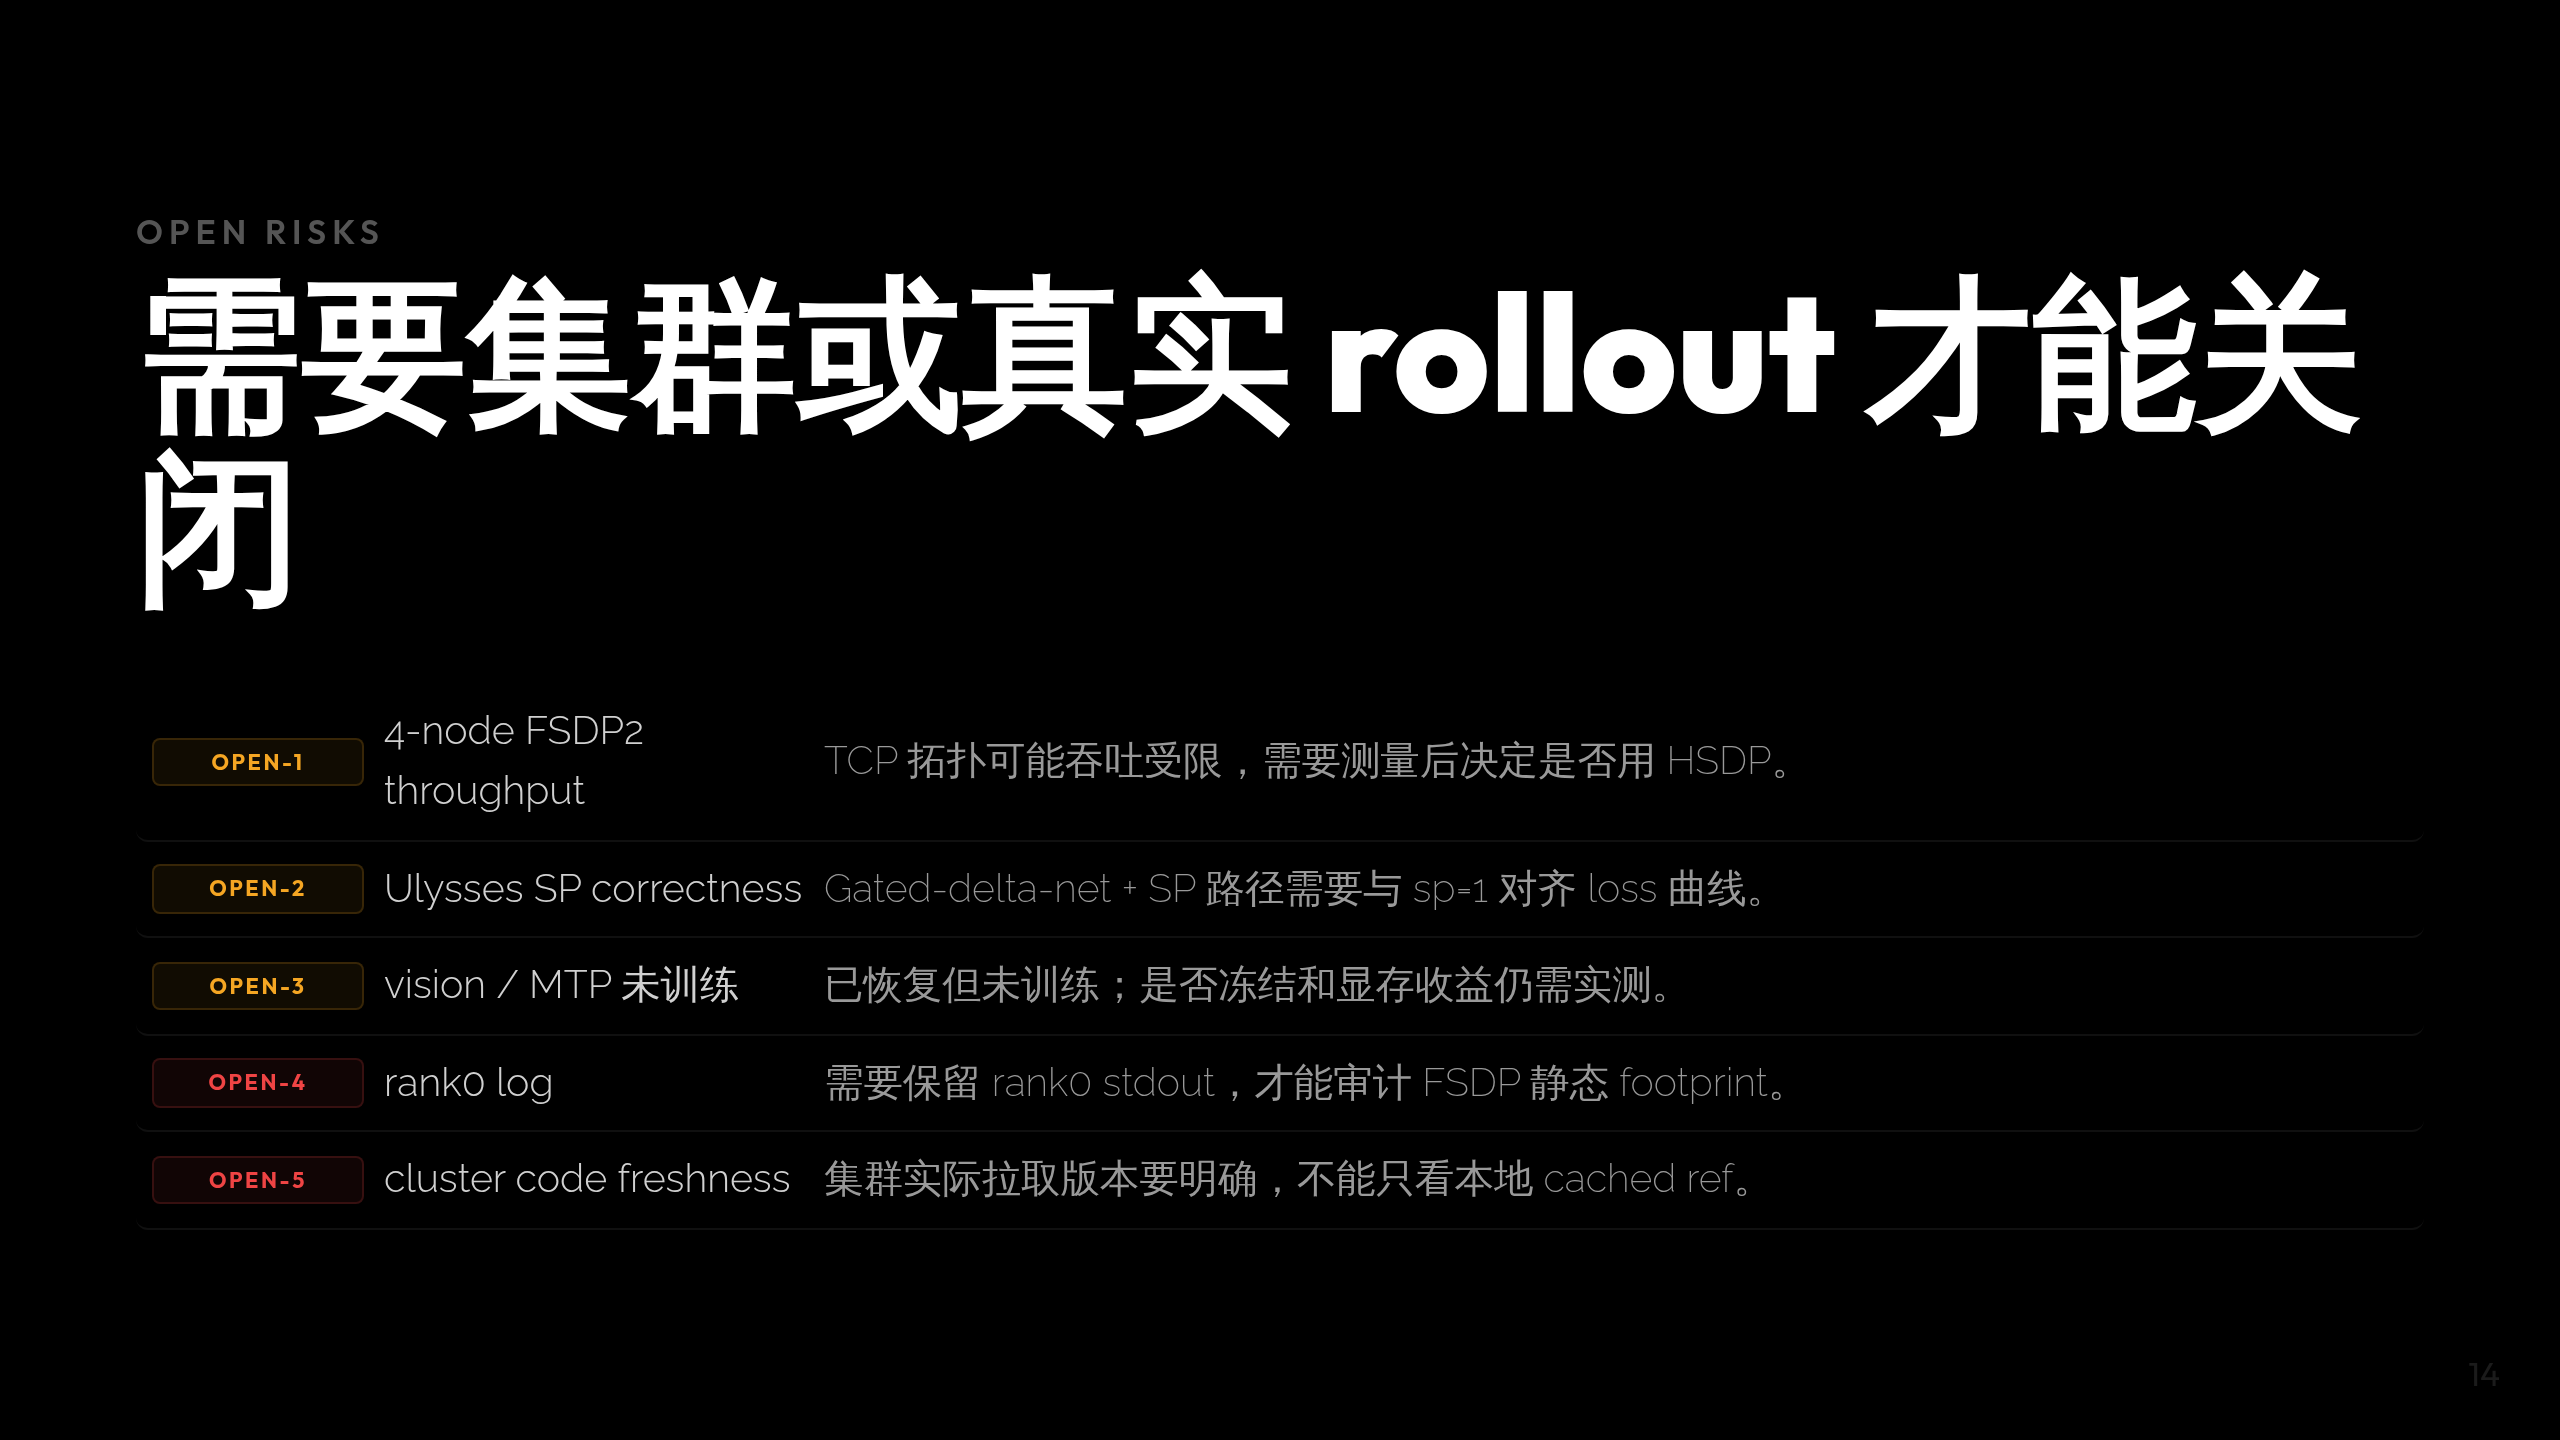 OPEN RISKS
需要集群或真实 rollout 才能关
闭
OPEN-1
4-node FSDP2
throughput
TCP 拓扑可能吞吐受限，需要测量后决定是否用 HSDP。
OPEN-2
Ulysses SP correctness
Gated-delta-net + SP 路径需要与 sp=1 对齐 loss 曲线。
OPEN-3
vision / MTP 未训练
已恢复但未训练；是否冻结和显存收益仍需实测。
OPEN-4
rank0 log
需要保留 rank0 stdout，才能审计 FSDP 静态 footprint。
OPEN-5
cluster code freshness
集群实际拉取版本要明确，不能只看本地 cached ref。
14